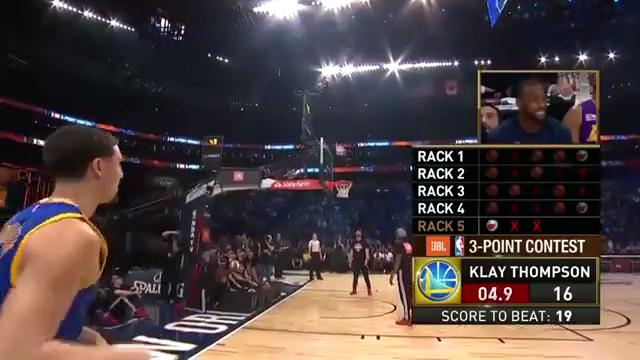 RACK 1
RACK 2
RACK 3
RACK 4
RACK 5
X X
JBL 3-POINT CONTEST
KLAY THOMPSON
04.9 16
SCORE TO BEAT: 19
State Farm
SPALDING